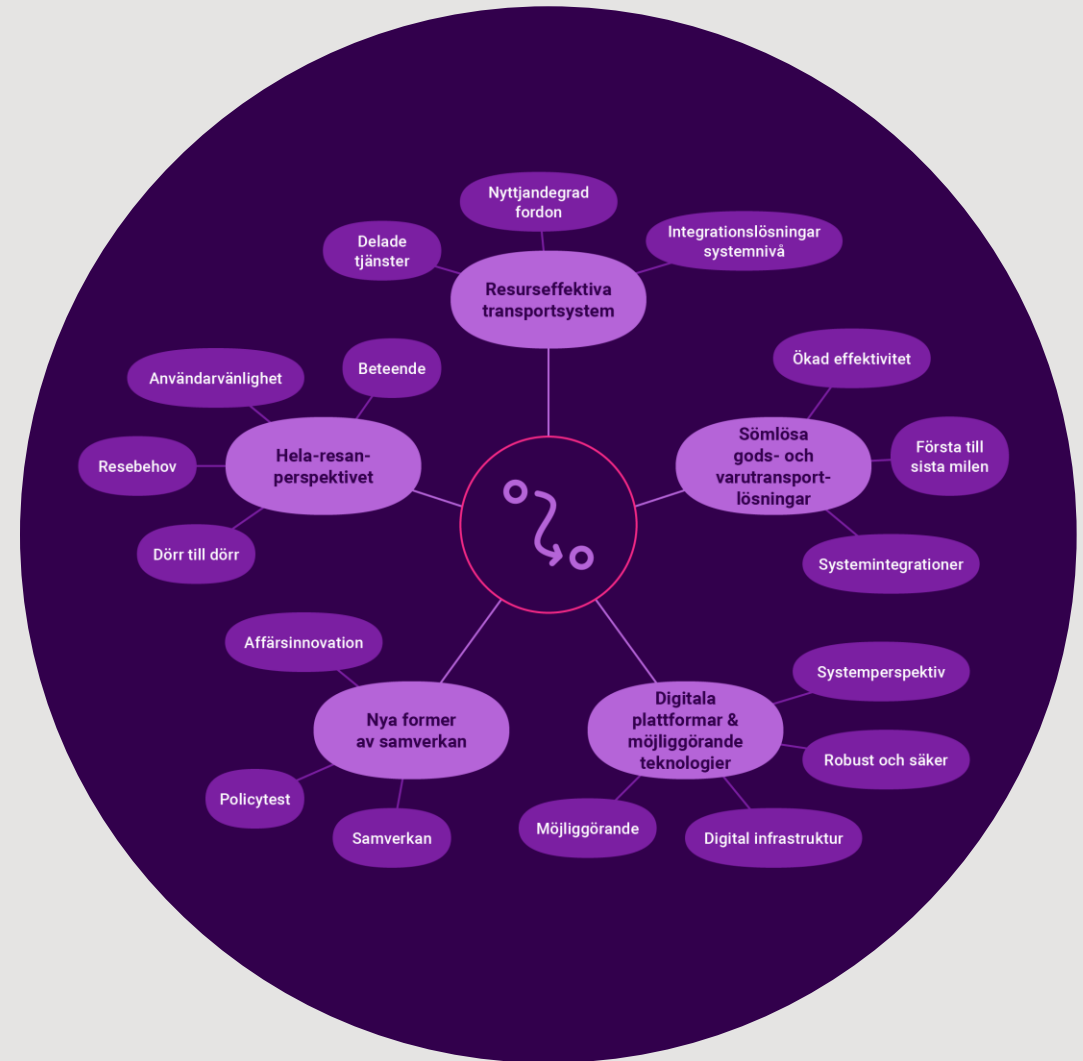 Nyttjandegrad
fordon
Delade
tjänster
Integrationslösningar
systemnivå
Resurseffektiva
transportsystem
Användarvänlighet
Beteende
Resebehov
Hela-resan-
perspektivet
Dörr till dörr
Ökad effektivitet
Sömlösa
gods- och
varutransport-
lösningar
Första till
sista milen
Systemintegrationer
Affärsinnovation
Nya former
av samverkan
Policytest
Samverkan
Systemperspektiv
Digitala
plattformar &
möjliggörande
teknologier
Robust och säker
Möjliggörande
Digital infrastruktur